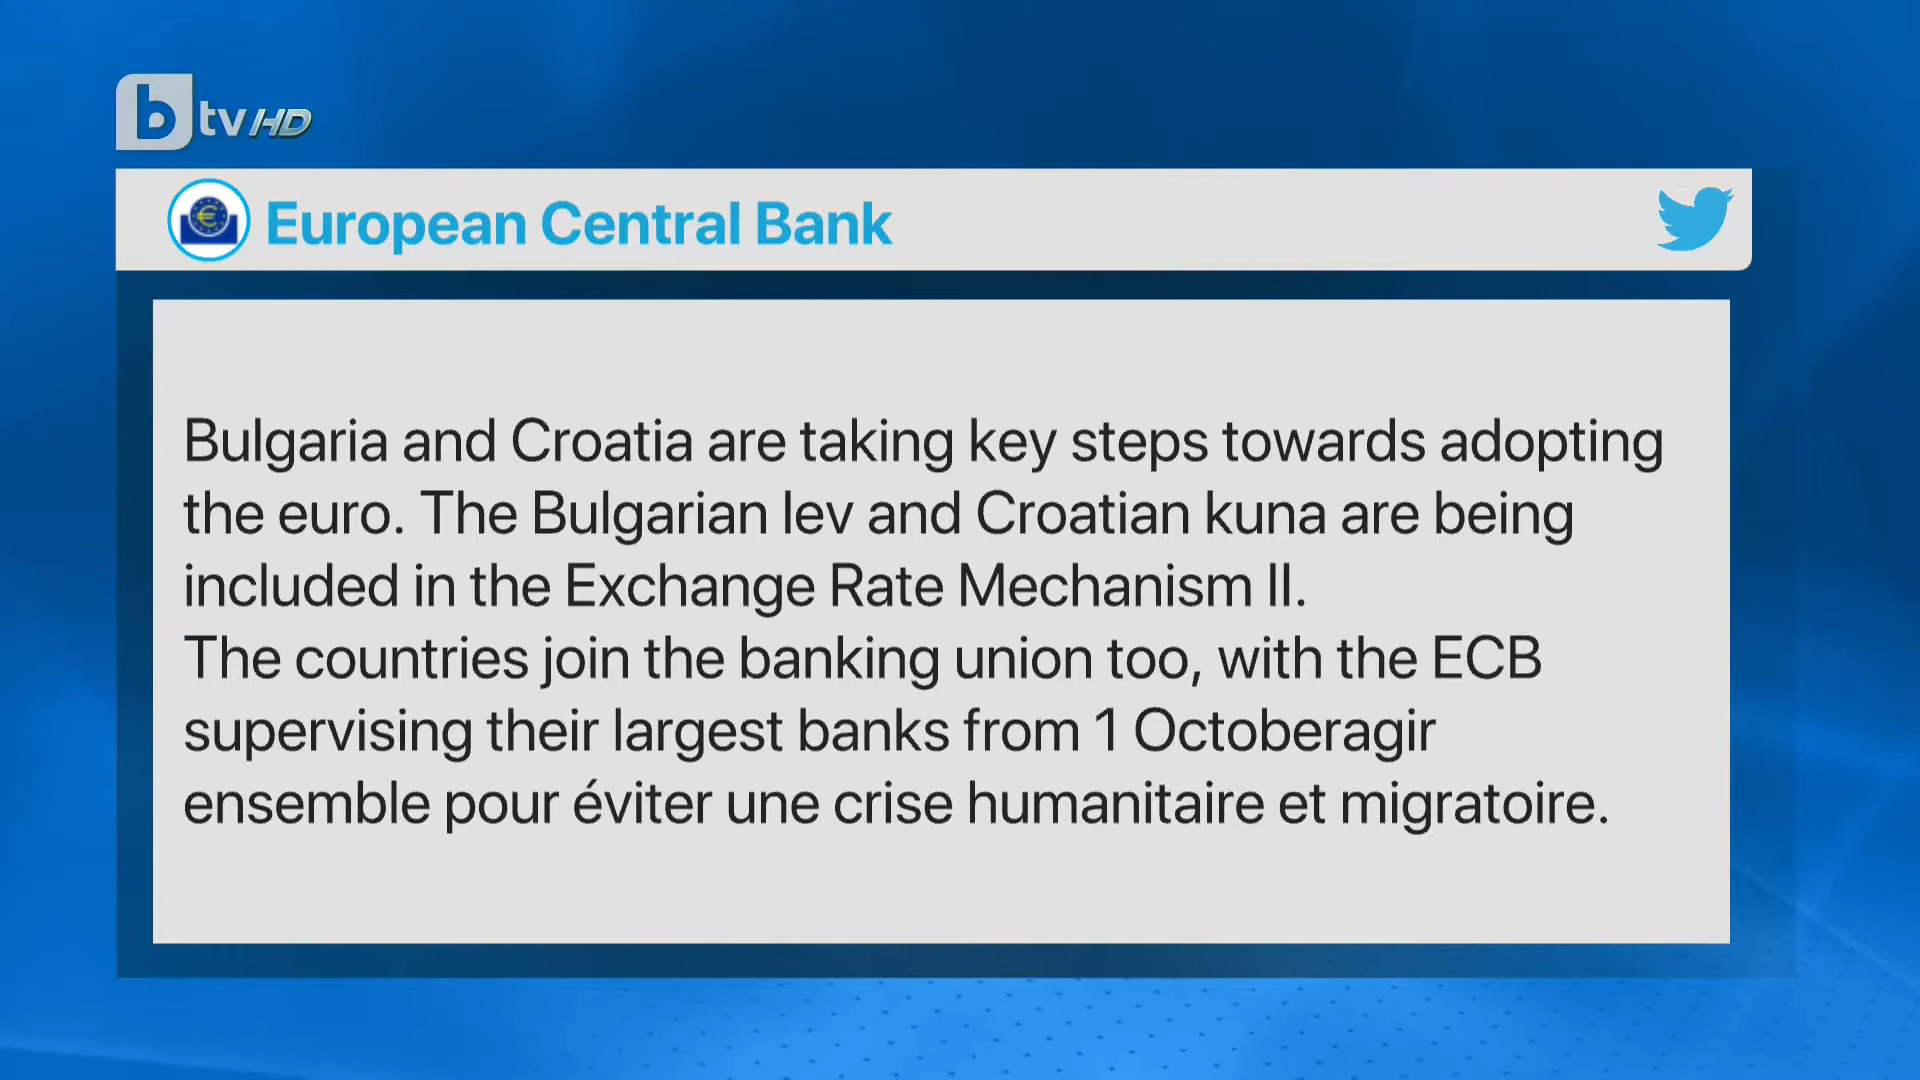 b tv HD
European Central Bank
Bulgaria and Croatia are taking key steps towards adopting
the euro. The Bulgarian lev and Croatian kuna are being
included in the Exchange Rate Mechanism II.
The countries join the banking union too, with the ECB
supervising their largest banks from 1 Octoberagir
ensemble pour éviter une crise humanitaire et migratoire.